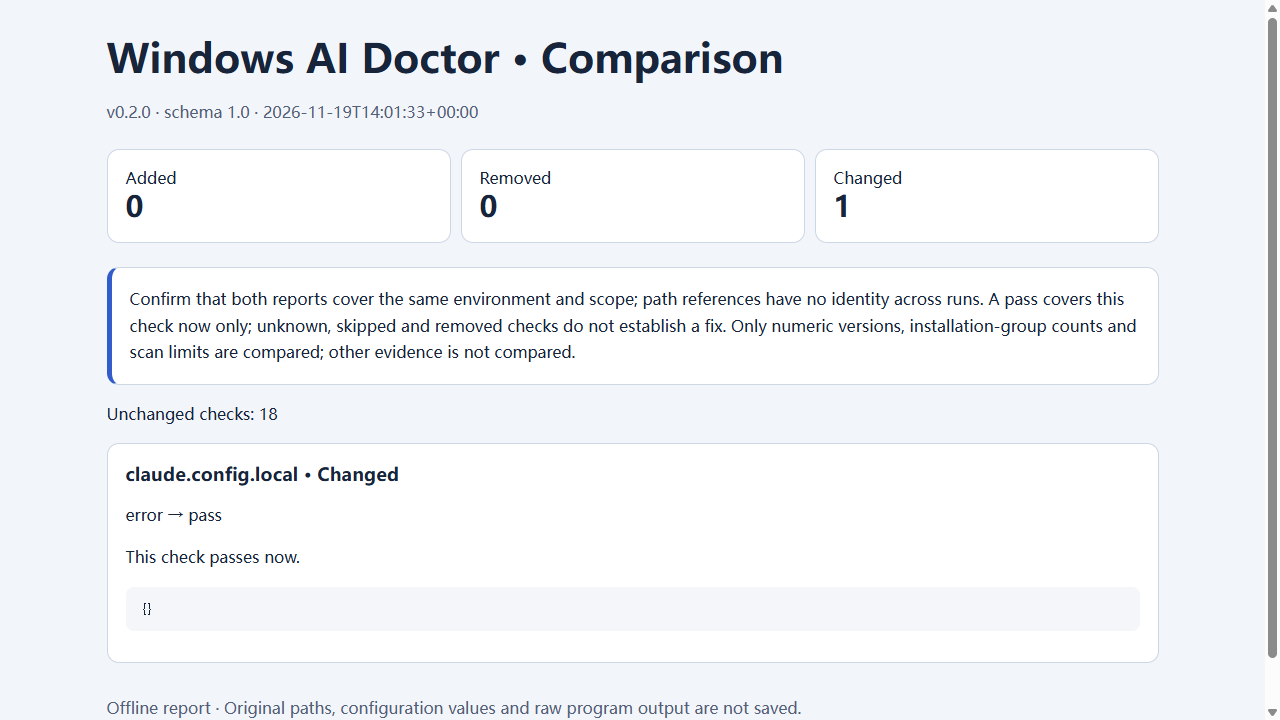 Windows AI Doctor • Comparison
v0.2.0 · schema 1.0 · 2026-11-19T14:01:33+00:00
Added
0
Removed
0
Changed
1
Confirm that both reports cover the same environment and scope; path references have no identity across runs. A pass covers this
check now only; unknown, skipped and removed checks do not establish a fix. Only numeric versions, installation-group counts and
scan limits are compared; other evidence is not compared.
Unchanged checks: 18
claude.config.local • Changed
error → pass
This check passes now.
{}
Offline report · Original paths, configuration values and raw program output are not saved.